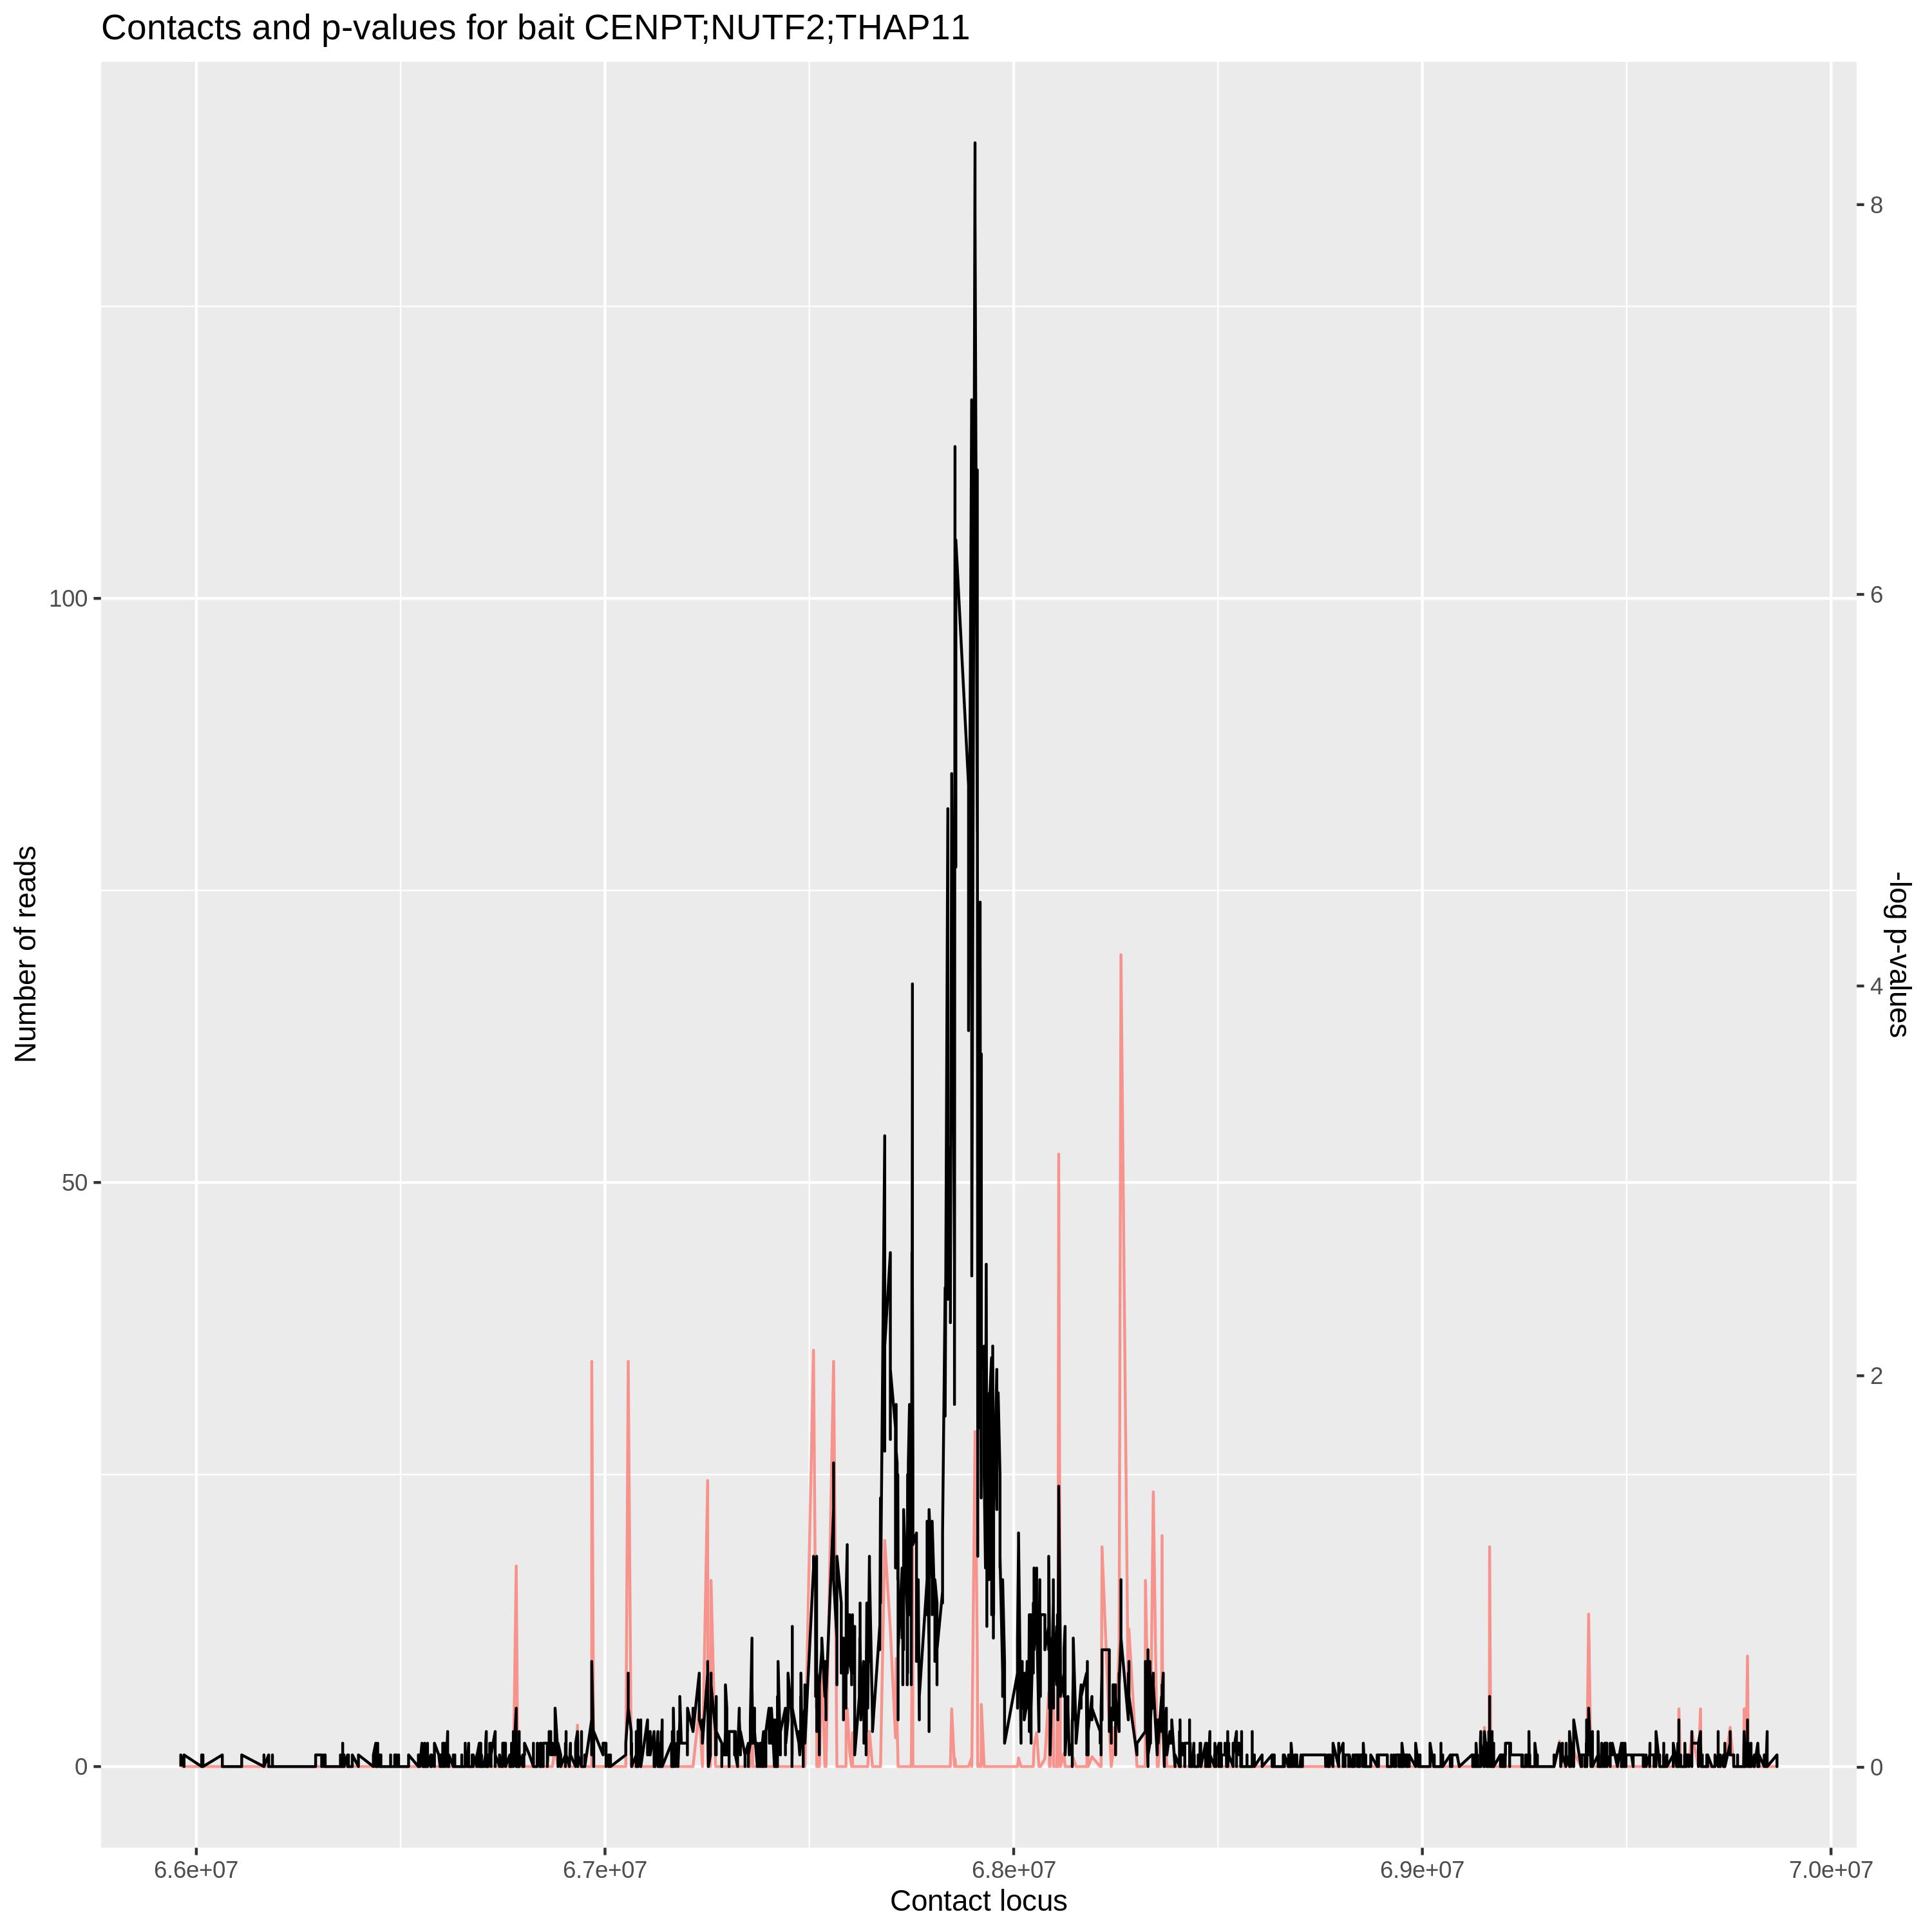 Contacts and p-values for bait CENPT;NUTF2;THAP11
Number of reads
100
50
0
8
6
4
2
0
-log p-values
6.6e+07
6.7e+07
6.8e+07
6.9e+07
7.0e+07
Contact locus